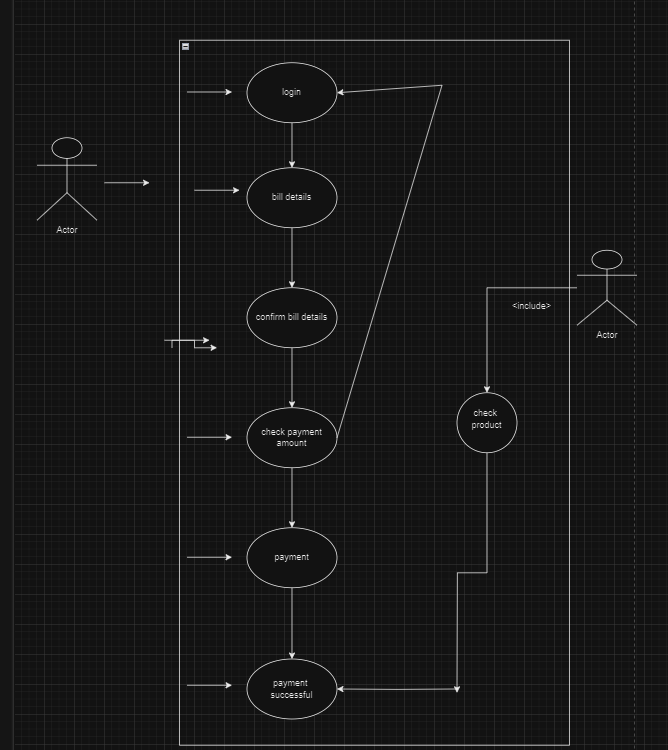 login
bill details
Actor
confirm bill details
<include>
Actor
check payment
amount
check
product
payment
payment
successful